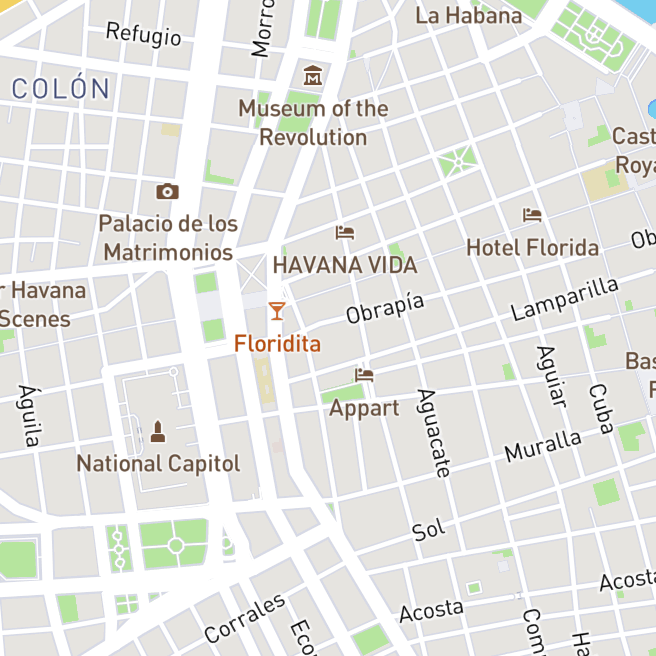 La Habana
Refugio
Morro
COLÓN
Museum of the
Revolution
Cast
Roya
Palacio de los
Matrimonios
HAVANA VIDA
Hotel Florida
Ob
r Havana
Scenes
Obrapía
Lamparilla
Floridita
Appart
Aguiar
Cuba
Bas
F
Águila
Aguacate
National Capitol
Muralla
Sol
Acosta
Acosta
Corrales
Econ
Com
Ha